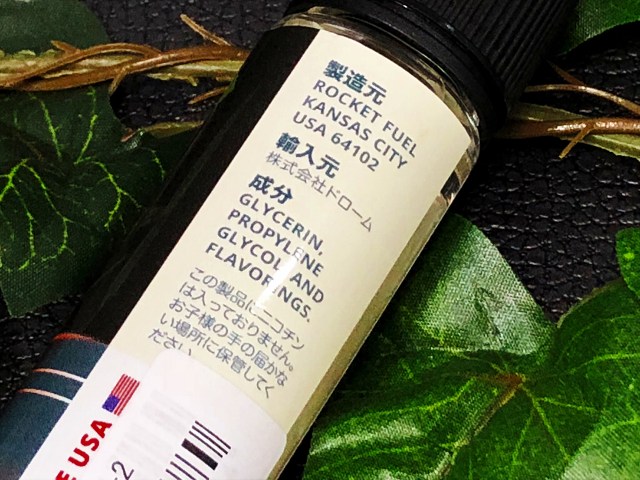 製造元
ROCKET FUEL
KANSAS CITY
USA 64102
輸入元
株式会社ドローム
成分
GLYCERIN,
PROPYLENE
GLYCOL AND
FLAVORINGS.
この製品にニコチン
は入っておりません。
お子様の手の届かな
い場所に保管してく
ださい
E USA
-2